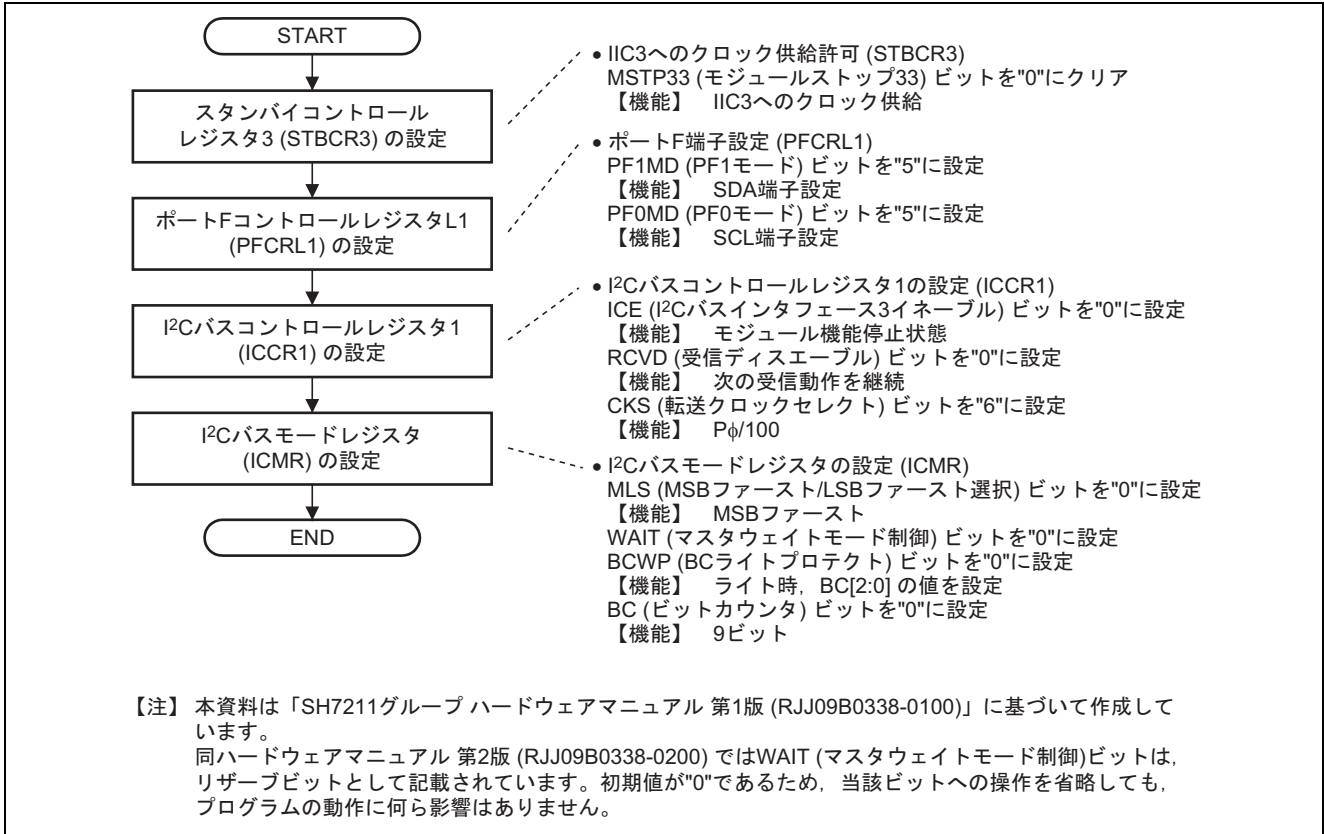 START
スタンバイコントロール
レジスタ3 (STBCR3) の設定
ポートFコントロールレジスタL1
(PFCRL1) の設定
I2Cバスコントロールレジスタ1
(ICCR1) の設定
I2Cバスモードレジスタ
(ICMR) の設定
END
● IIC3へのクロック供給許可 (STBCR3)
MSTP33 (モジュールストップ33) ビットを"0"にクリア
【機能】 IIC3へのクロック供給
● ポートF端子設定 (PFCRL1)
PF1MD (PF1モード) ビットを"5"に設定
【機能】 SDA端子設定
PF0MD (PF0モード) ビットを"5"に設定
【機能】 SCL端子設定
● I2Cバスコントロールレジスタ1の設定 (ICCR1)
ICE (I2Cバスインタフェース3イネーブル) ビットを"0"に設定
【機能】 モジュール機能停止状態
RCVD (受信ディスエーブル) ビットを"0"に設定
【機能】 次の受信動作を継続
CKS (転送クロックセレクト) ビットを"6"に設定
【機能】 Pφ/100
● I2Cバスモードレジスタの設定 (ICMR)
MLS (MSBファースト/LSBファースト選択) ビットを"0"に設定
【機能】 MSBファースト
WAIT (マスタウェイトモード制御) ビットを"0"に設定
BCWP (BCライトプロテクト) ビットを"0"に設定
【機能】 ライト時，BC[2:0] の値を設定
BC (ビットカウンタ) ビットを"0"に設定
【機能】 9ビット
【注】 本資料は「SH7211グループ ハードウェアマニュアル 第1版 (RJJ09B0338-0100)」に基づいて作成して
います。
同ハードウェアマニュアル 第2版 (RJJ09B0338-0200) ではWAIT (マスタウェイトモード制御)ビットは，
リザーブビットとして記載されています。初期値が"0"であるため，当該ビットへの操作を省略しても，
プログラムの動作に何ら影響はありません。